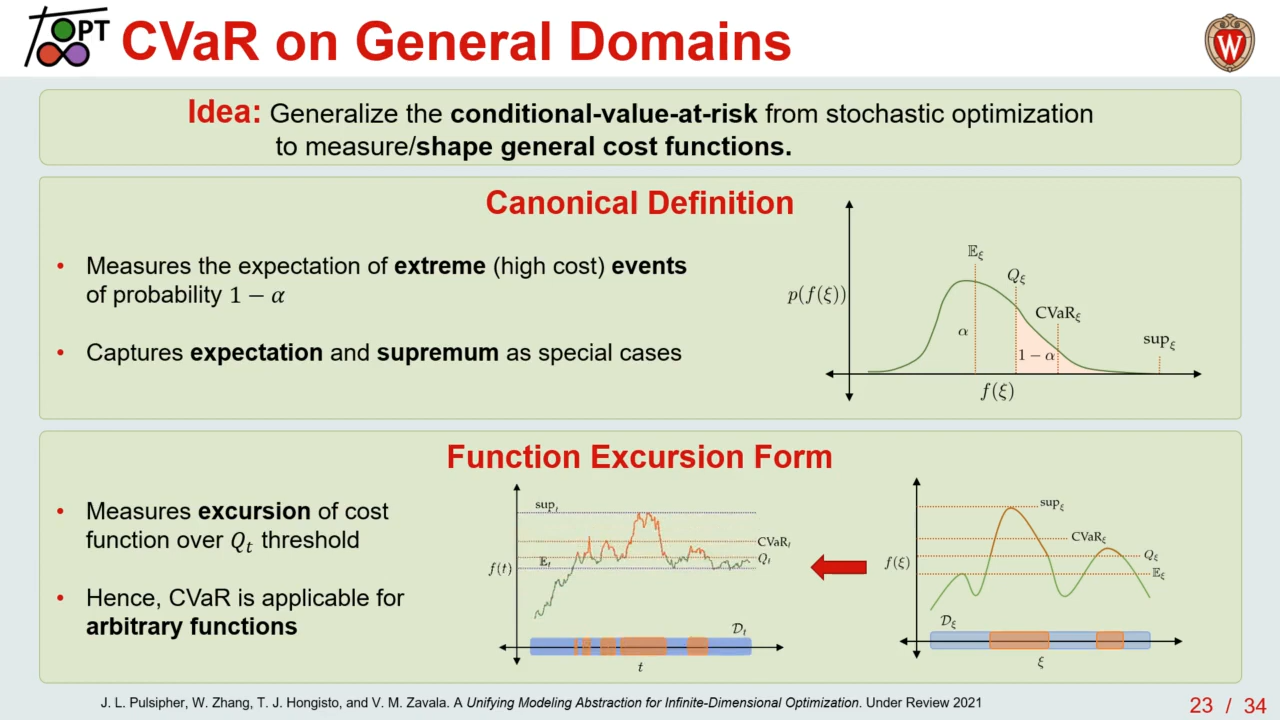 TOPT
CVaR on General Domains
W
Idea: Generalize the conditional-value-at-risk from stochastic optimization
to measure/shape general cost functions.
Canonical Definition
• Measures the expectation of extreme (high cost) events
of probability 1 − α
• Captures expectation and supremum as special cases
p(f(ξ))
𝔼ξ
Qξ
CVaRξ
supξ
α
1 − α
f(ξ)
Function Excursion Form
• Measures excursion of cost
function over Qt threshold
• Hence, CVaR is applicable for
arbitrary functions
supt
CVaRt
Qt
𝔼t
f(t)
𝒟t
t
supξ
CVaRξ
Qξ
𝔼ξ
f(ξ)
𝒟ξ
ξ
J. L. Pulsipher, W. Zhang, T. J. Hongisto, and V. M. Zavala. A Unifying Modeling Abstraction for Infinite-Dimensional Optimization. Under Review 2021
23 / 34